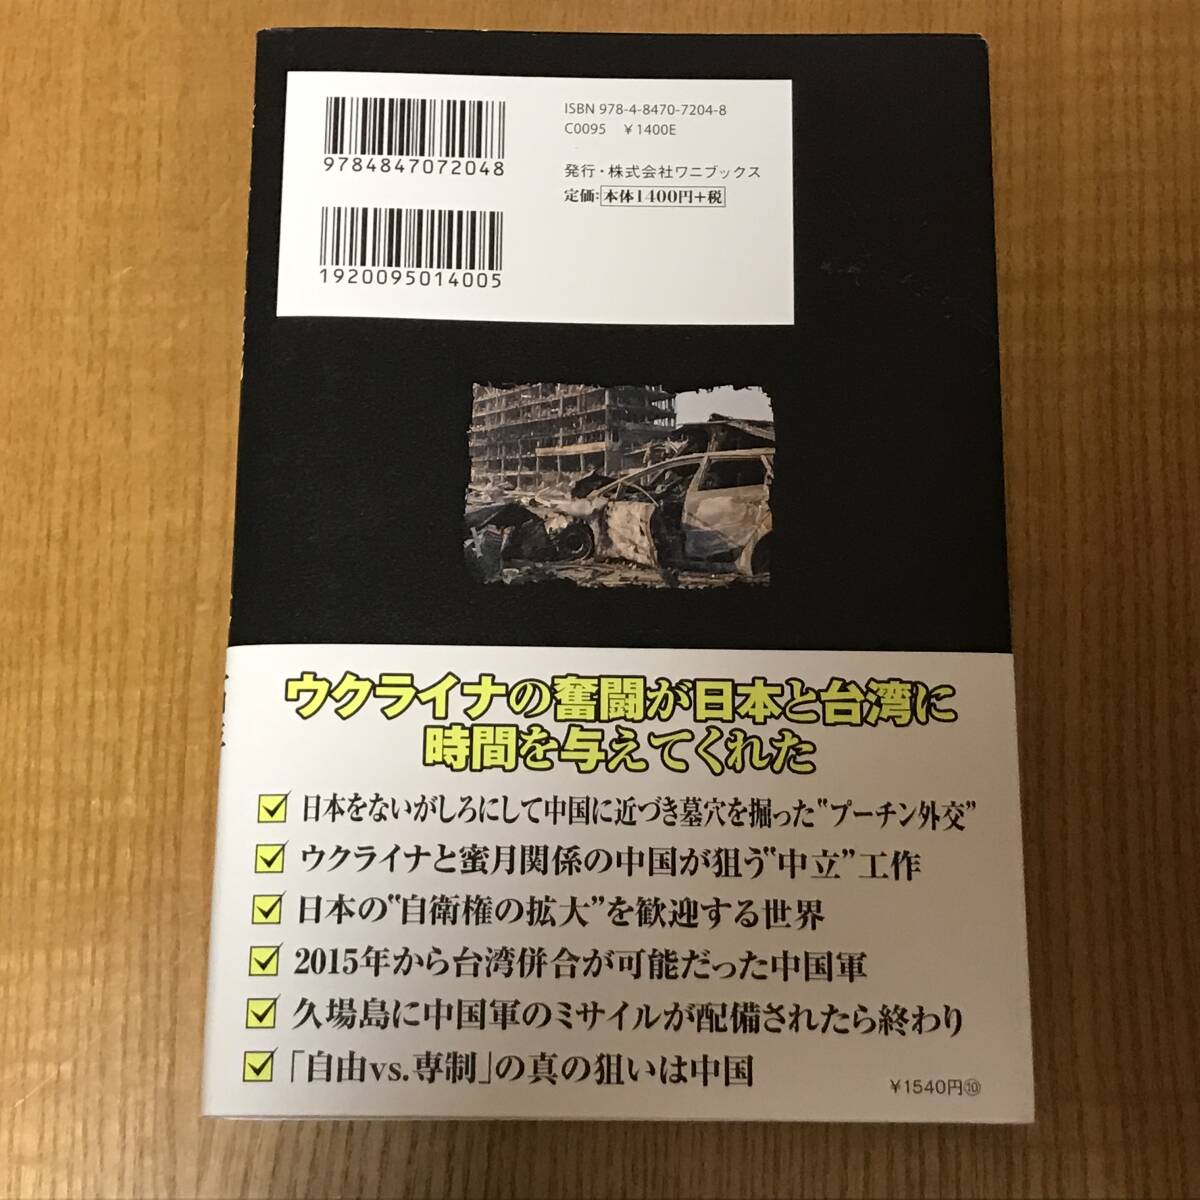 ISBN 978-4-8470-7204-8
C0095 ¥1400E
9784847072048
発行・株式会社ワニブックス
定価:本体1400円+税
1920095014005
ウクライナの奮闘が日本と台湾に
時間を与えてくれた
日本をないがしろにして中国に近づき墓穴を掘った“プーチン外交”
ウクライナと蜜月関係の中国が狙う“中立”工作
日本の“自衛権の拡大”を歓迎する世界
2015年から台湾併合が可能だった中国軍
久場島に中国軍のミサイルが配備されたら終わり
「自由vs.専制」の真の狙いは中国
¥1540円⑩